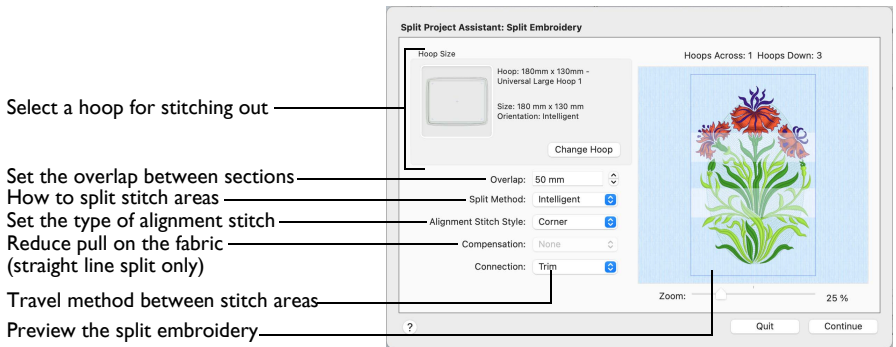 Split Project Assistant: Split Embroidery
Hoop Size
Hoops Across: 1 Hoops Down: 3
Hoop: 180mm x 130mm -
Universal Large Hoop 1
Size: 180 mm x 130 mm
Orientation: Intelligent
Select a hoop for stitching out
Change Hoop
Set the overlap between sections
Overlap: 50 mm
How to split stitch areas
Split Method: Intelligent
Set the type of alignment stitch
Alignment Stitch Style: Corner
Reduce pull on the fabric
(straight line split only)
Compensation: None
Connection: Trim
Travel method between stitch areas
Zoom: 25 %
Preview the split embroidery
? Quit Continue